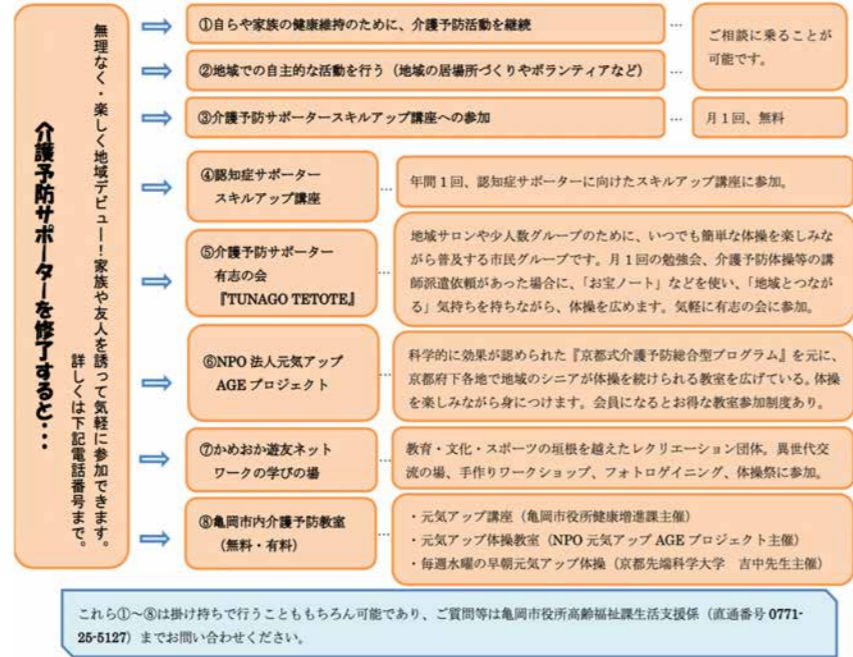 介護予防サポーターを修了すると・・・
無理なく・楽しく地域デビュー！家族や友人を誘って気軽に参加できます。
詳しくは下記電話番号まで。
①自らや家族の健康維持のために、介護予防活動を継続
…
②地域での自主的な活動を行う（地域の居場所づくりやボランティアなど）
…
ご相談に乗ることが
可能です。
③介護予防サポータースキルアップ講座への参加
…
月1回、無料
④認知症サポーター
スキルアップ講座
…
年間1回、認知症サポーターに向けたスキルアップ講座に参加。
⑤介護予防サポーター
有志の会
『TUNAGO TETOTE』
…
地域サロンや少人数グループのために、いつでも簡単な体操を楽しみな
がら普及する市民グループです。月1回の勉強会、介護予防体操等の講
師派遣依頼があった場合に、「お宝ノート」などを使い、「地域とつなが
る」気持ちを持ちながら、体操を広めます。気軽に有志の会に参加。
⑥NPO 法人元気アップ
AGE プロジェクト
…
科学的に効果が認められた『京都式介護予防総合型プログラム』を元に、
京都府下各地で地域のシニアが体操を続けられる教室を広げている。体操
を楽しみながら身につけます。会員になるとお得な教室参加制度あり。
⑦かめおか遊友ネット
ワークの学びの場
…
教育・文化・スポーツの垣根を越えたレクリエーション団体。異世代交
流の場、手作りワークショップ、フォトロゲイニング、体操祭に参加。
⑧亀岡市内介護予防教室
（無料・有料）
…
・元気アップ講座（亀岡市役所健康増進課主催）
・元気アップ体操教室（NPO 元気アップ AGE プロジェクト主催）
・毎週水曜の早朝元気アップ体操（京都先端科学大学　吉中先生主催）
これら①～⑧は掛け持ちで行うことももちろん可能であり、ご質問等は亀岡市役所高齢福祉課生活支援係（直通番号 0771-
25-5127）までお問い合わせください。